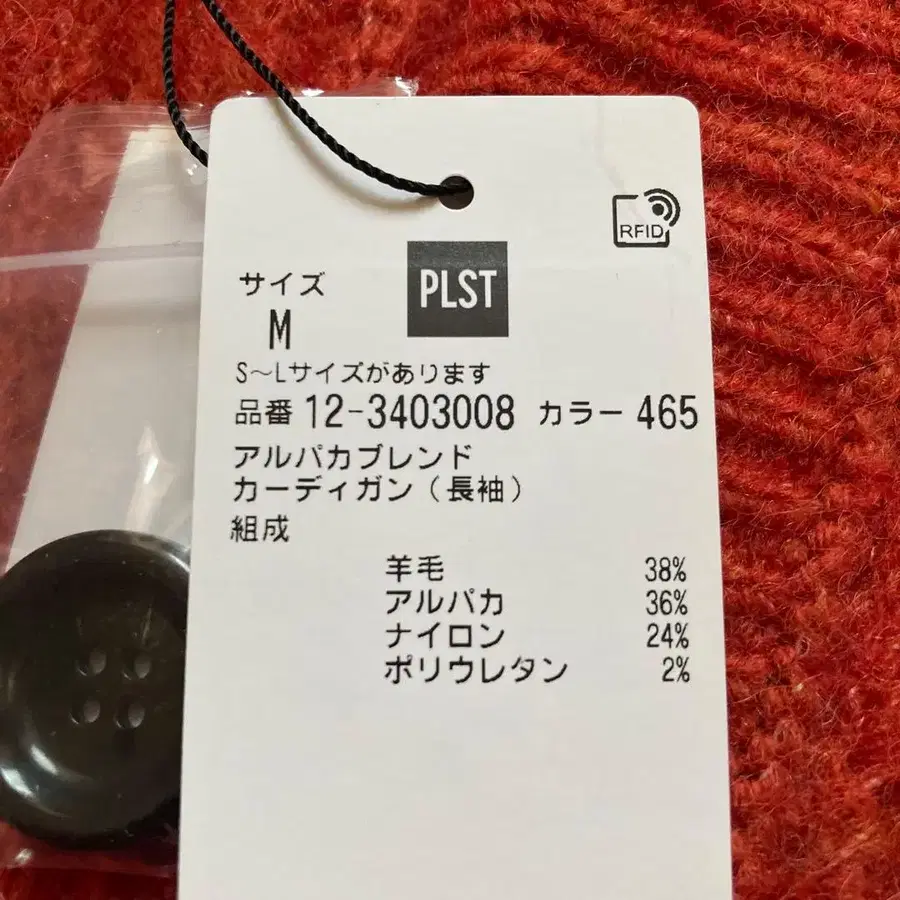 RFID
PLST
サイズ
M
S～Lサイズがあります
品番 12-3403008 カラー 465
アルパカブレンド
カーディガン（長袖）
組成
羊毛 38%
アルパカ 36%
ナイロン 24%
ポリウレタン 2%